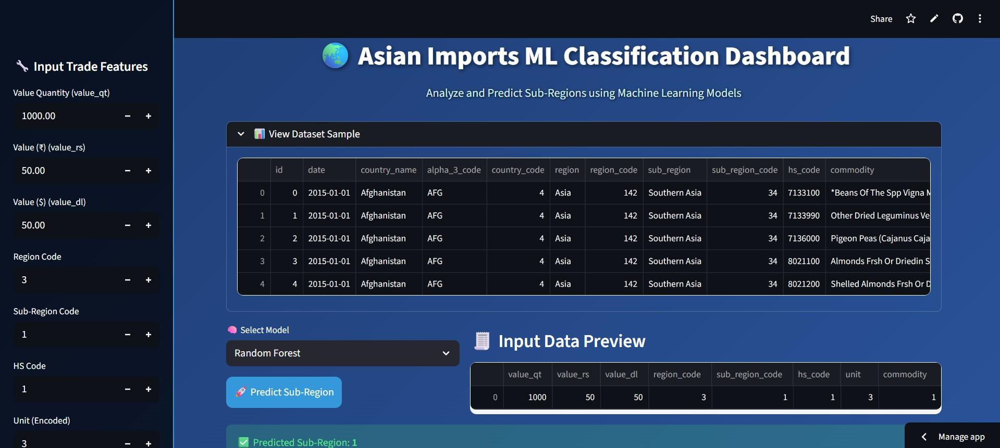 Share
Input Trade Features
Value Quantity (value_qt)
1000.00
Value (₹) (value_rs)
50.00
Value ($) (value_dl)
50.00
Region Code
3
Sub-Region Code
1
HS Code
1
Unit (Encoded)
3
Asian Imports ML Classification Dashboard
Analyze and Predict Sub-Regions using Machine Learning Models
View Dataset Sample
id date country_name alpha_3_code country_code region region_code sub_region sub_region_code hs_code commodity
0 0 2015-01-01 Afghanistan AFG 4 Asia 142 Southern Asia 34 7133100 *Beans Of The Spp Vigna M
1 1 2015-01-01 Afghanistan AFG 4 Asia 142 Southern Asia 34 7133990 Other Dried Leguminus Ve
2 2 2015-01-01 Afghanistan AFG 4 Asia 142 Southern Asia 34 7136000 Pigeon Peas (Cajanus Caja
3 3 2015-01-01 Afghanistan AFG 4 Asia 142 Southern Asia 34 8021100 Almonds Frsh Or Driedin S
4 4 2015-01-01 Afghanistan AFG 4 Asia 142 Southern Asia 34 8021200 Shelled Almonds Frsh Or D
Select Model
Random Forest
Predict Sub-Region
Input Data Preview
value_qt value_rs value_dl region_code sub_region_code hs_code unit commodity
0 1000 50 50 3 1 1 3 1
Predicted Sub-Region: 1
Manage app